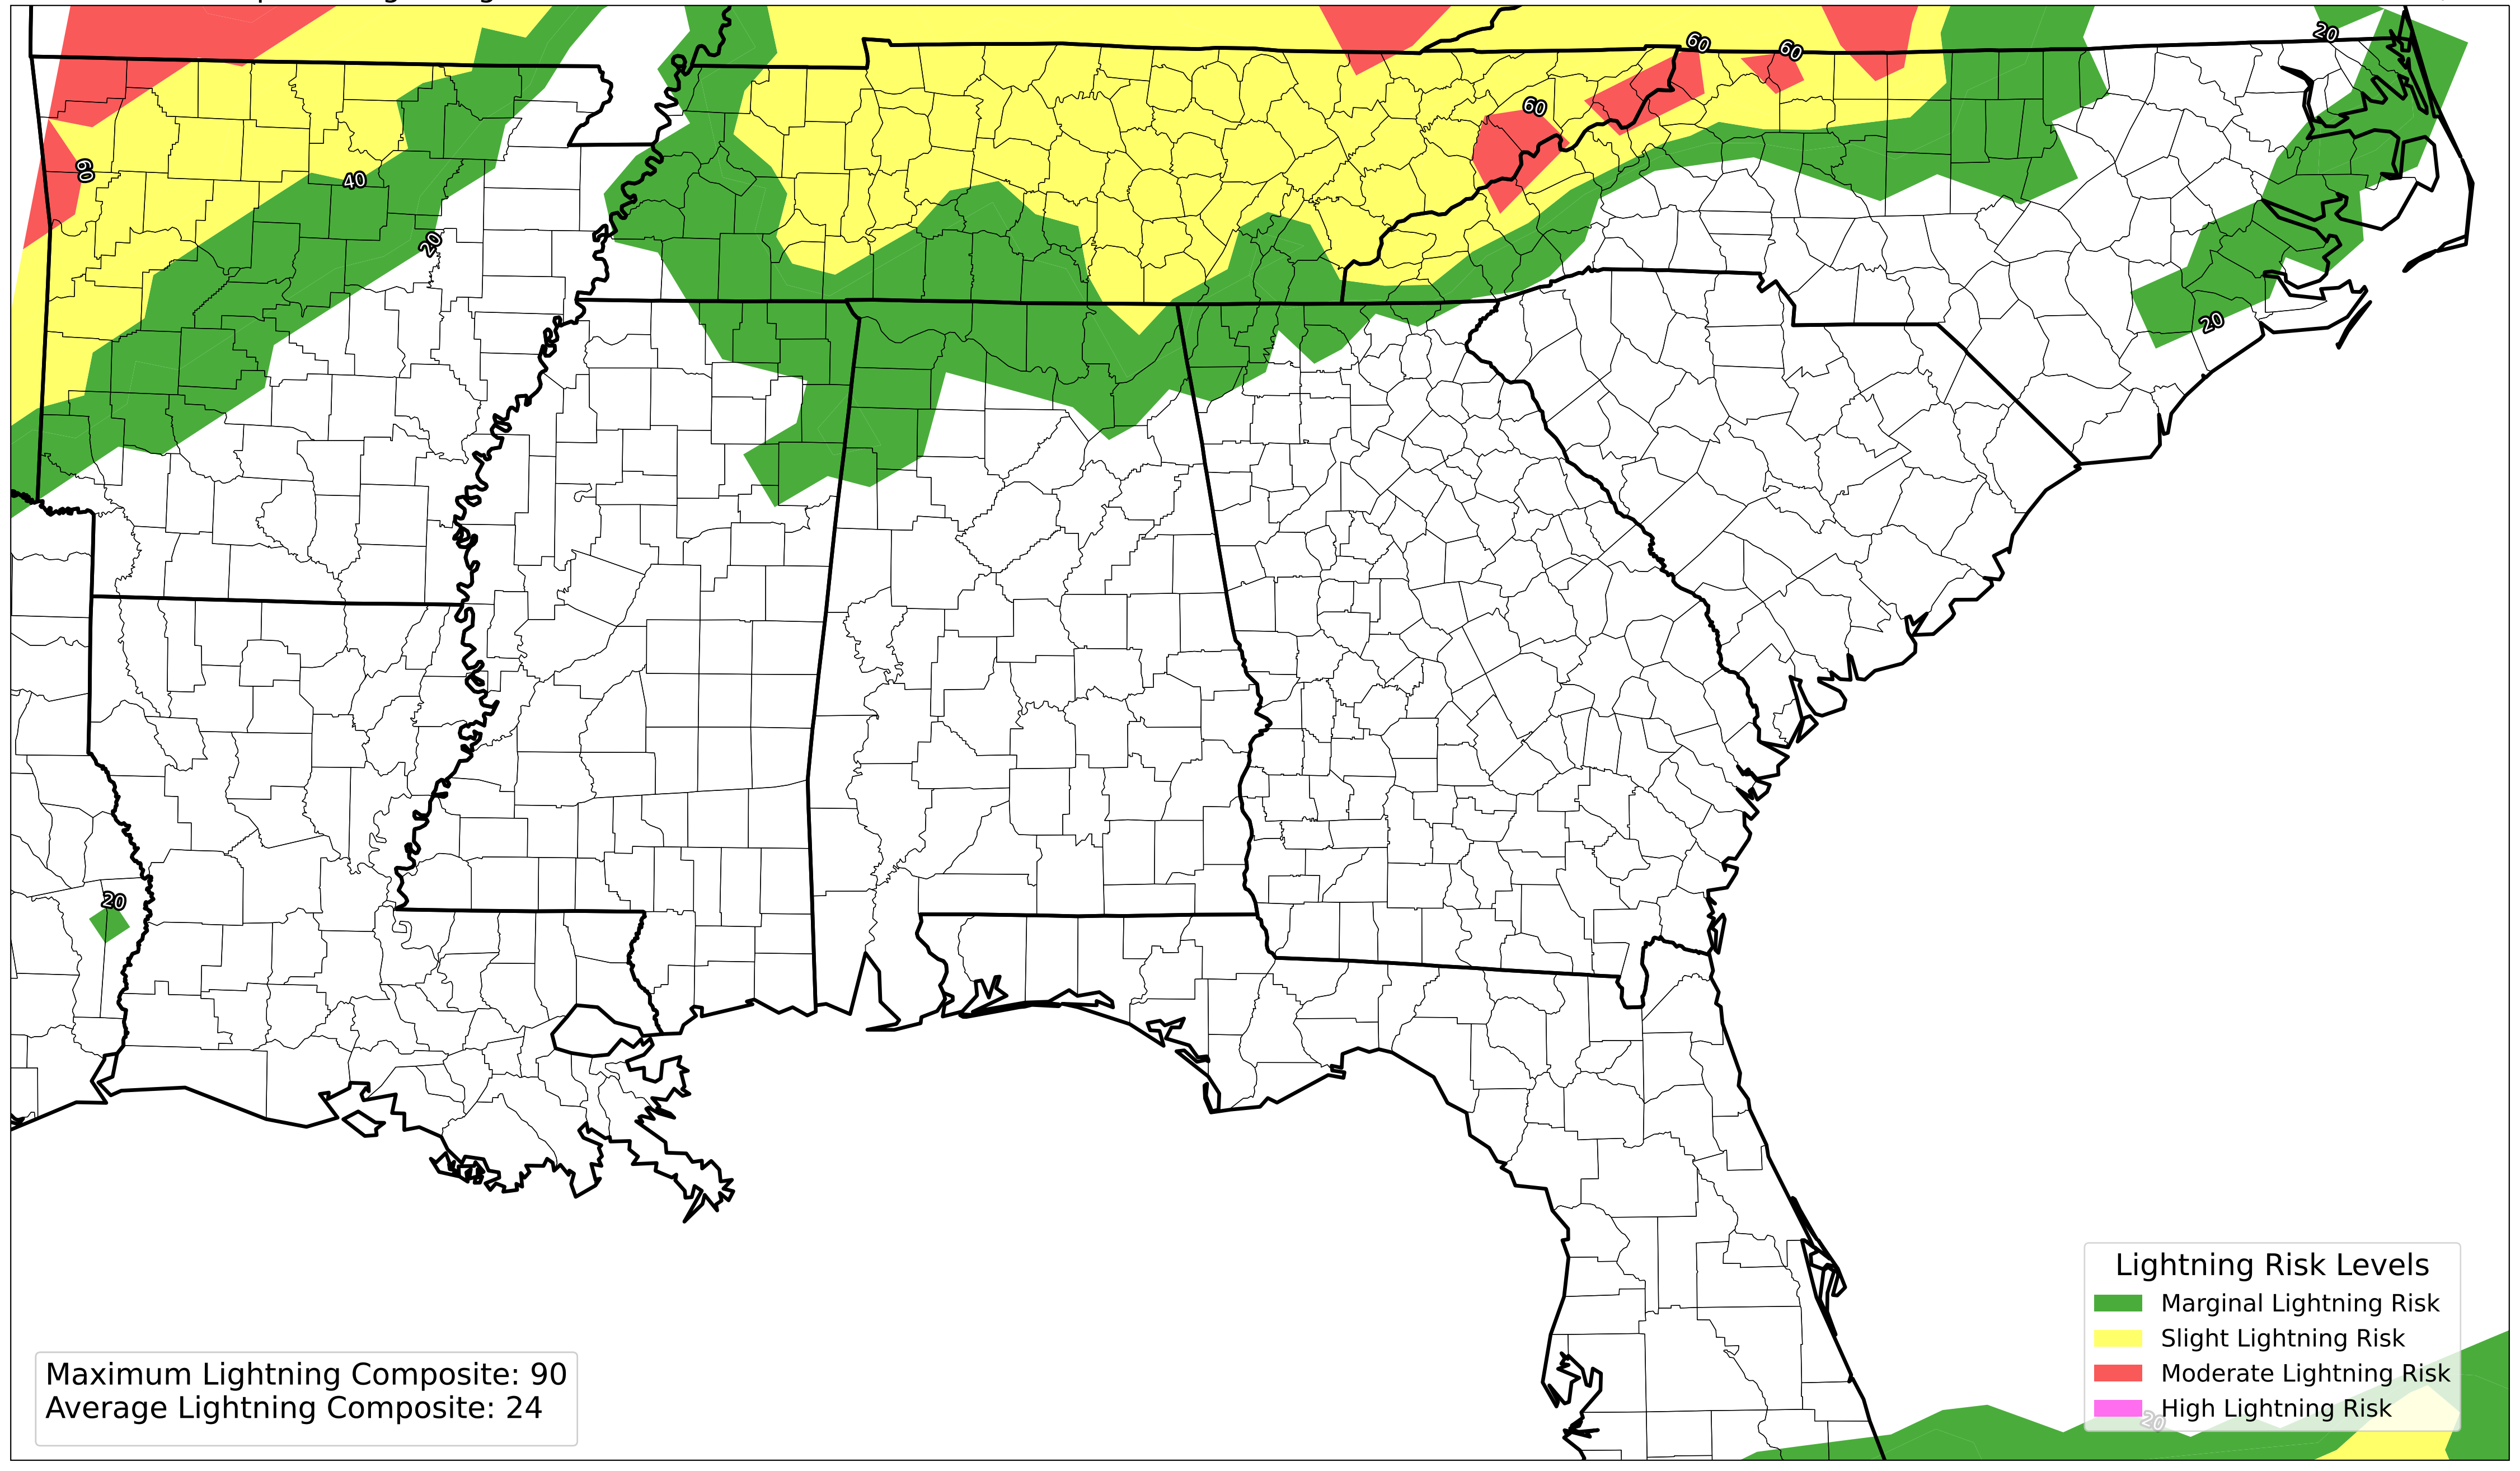 20
60
60
60
60
40
20
20
20
Lightning Risk Levels
Marginal Lightning Risk
Slight Lightning Risk
Moderate Lightning Risk
High Lightning Risk
20
Maximum Lightning Composite: 90
Average Lightning Composite: 24